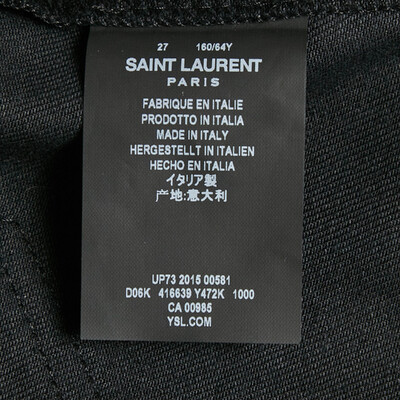 27 160/64Y
SAINT LAURENT
PARIS
FABRIQUE EN ITALIE
PRODOTTO IN ITALIA
MADE IN ITALY
HERGESTELLT IN ITALIEN
HECHO EN ITALIA
イタリア製
产地:意大利
UP73 2015 00581
D06K 416639 Y472K 1000
CA 00985
YSL.COM